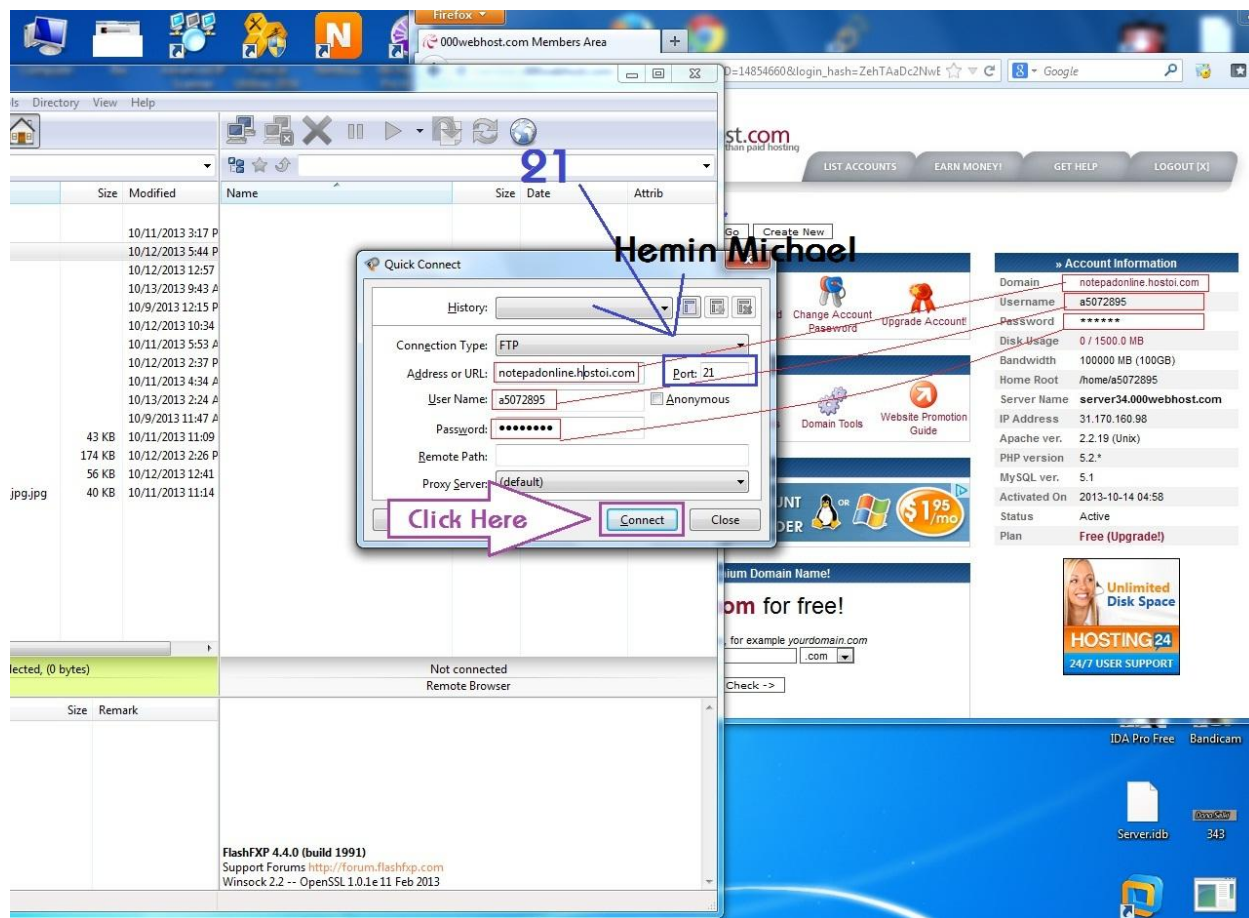 Firefox
000webhost.com Members Area
D=14854660&login_hash=ZehTAaDc2NwE
8 - Google
ls Directory View Help
st.com
than paid hosting
LIST ACCOUNTS EARN MONEY! GET HELP LOGOUT [X]
21
Size Modified
Name Size Date Attrib
10/11/2013 3:17 P
10/12/2013 5:44 P
10/12/2013 12:57
10/13/2013 9:43 A
10/9/2013 12:15 P
10/12/2013 10:34
10/11/2013 5:53 A
10/12/2013 2:37 P
10/11/2013 4:34 A
10/13/2013 2:24 A
10/9/2013 11:47 A
43 KB 10/11/2013 11:09
174 KB 10/12/2013 2:26 P
56 KB 10/12/2013 12:41
jpg.jpg 40 KB 10/11/2013 11:14
Go Create New
Hemin Michael
Quick Connect
History:
Connection Type: FTP
Address or URL: notepadonline.hostoi.com Port: 21
User Name: a5072895 Anonymous
Password: ••••••••
Remote Path:
Proxy Server: (default)
Click Here
Connect Close
Change Account Password
Upgrade Account!
Domain Tools
Website Promotion Guide
UNT OR
DER
$1.95/mo
» Account Information
Domain notepadonline.hostoi.com
Username a5072895
Password ******
Disk Usage 0 / 1500.0 MB
Bandwidth 100000 MB (100GB)
Home Root /home/a5072895
Server Name server34.000webhost.com
IP Address 31.170.160.98
Apache ver. 2.2.19 (Unix)
PHP version 5.2.*
MySQL ver. 5.1
Activated On 2013-10-14 04:58
Status Active
Plan Free (Upgrade!)
ium Domain Name!
om for free!
, for example yourdomain.com
.com
Check ->
Unlimited
Disk Space
HOSTING 24
24/7 USER SUPPORT
lected, (0 bytes)
Not connected
Remote Browser
Size Remark
FlashFXP 4.4.0 (build 1991)
Support Forums http://forum.flashfxp.com
Winsock 2.2 -- OpenSSL 1.0.1e 11 Feb 2013
IDA Pro Free Bandicam
Server.idb 343